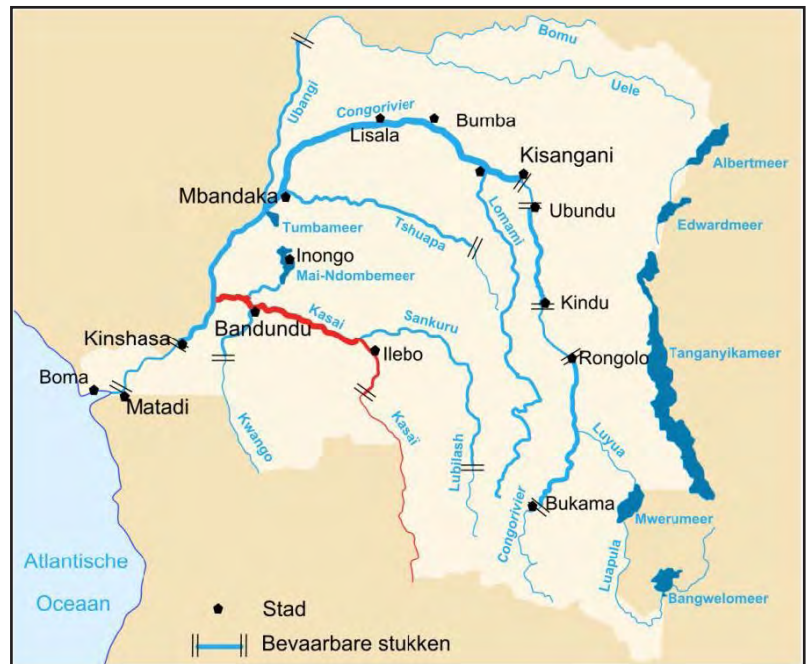 Bomu
Uele
Ubangi
Congorivier
Lisala
Bumba
Kisangani
Albertmeer
Mbandaka
Ubundu
Tumbameer
Tshuapa
Lomami
Edwardmeer
Inongo
Mai-Ndombemeer
Kindu
Kasai
Sankuru
Bandundu
Kinshasa
Ilebo
Rongolo
Tanganyikameer
Boma
Matadi
Kwango
Kasaï
Lubilash
Luyua
Congorivier
Bukama
Mwerumeer
Luapula
Atlantische
Oceaan
Bangwelomeer
Stad
Bevaarbare stukken